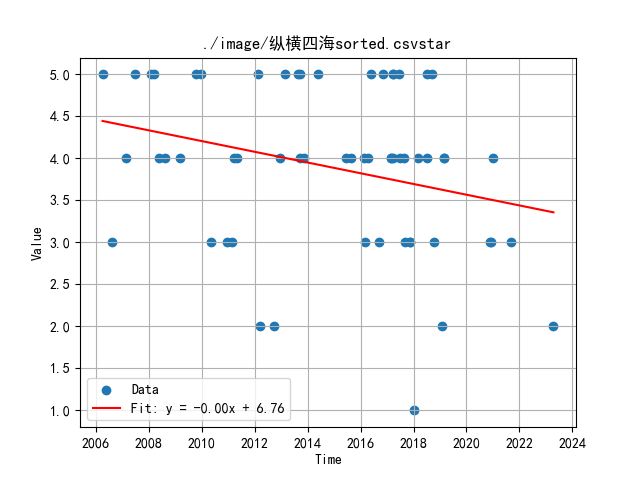 ./image/纵横四海sorted.csvstar
5.0
4.5
4.0
3.5
3.0
2.5
2.0
1.5
1.0
Value
Data
Fit: y = -0.00x + 6.76
2006 2008 2010 2012 2014 2016 2018 2020 2022 2024
Time